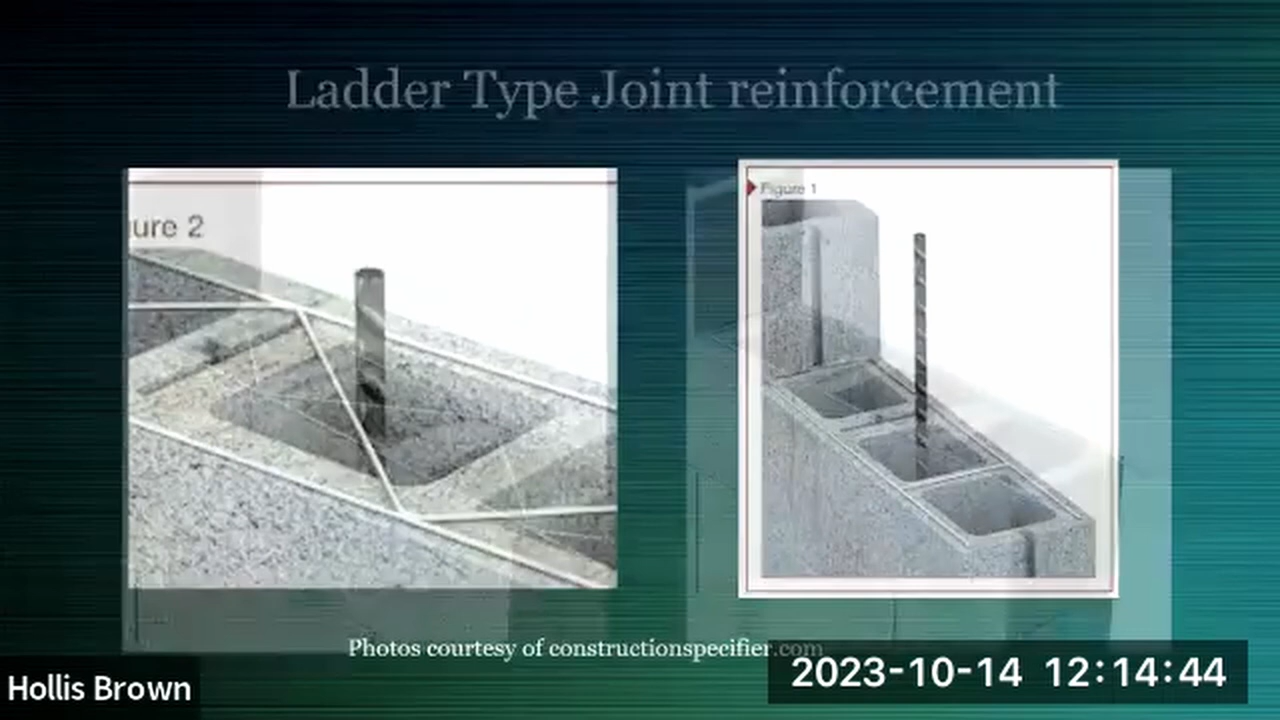 Ladder Type Joint reinforcement
ure 2
Figure 1
Photos courtesy of constructionspecifier.com
Hollis Brown
2023-10-14 12:14:44